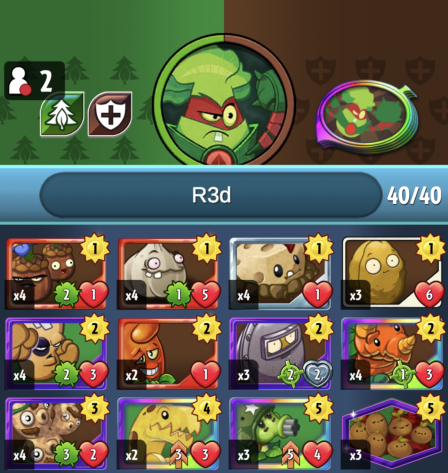 2
R3d
40/40
1 1 1 1
x4 2 1 x4 1 5 x4 1 x3 6
2 2 2 2
x4 2 3 x2 1 x3 2 2 x4 1 3
3 4 5 5
x4 3 2 x2 3 3 x3 5 4 x3